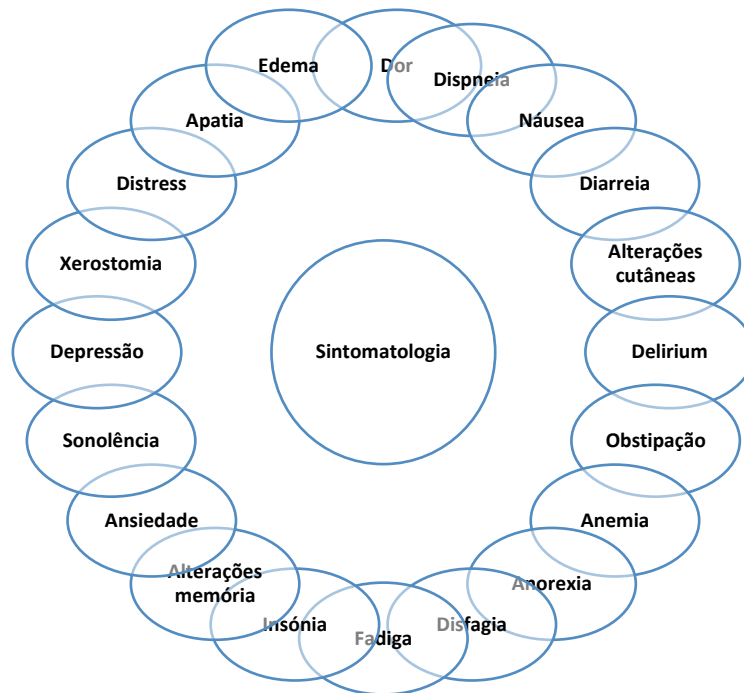 Edema
Dor
Dispneia
Náusea
Diarreia
Alterações
cutâneas
Delirium
Obstipação
Anemia
Anorexia
Disfagia
Fadiga
Insónia
Alterações
memória
Ansiedade
Sonolência
Depressão
Xerostomia
Distress
Apatia
Sintomatologia